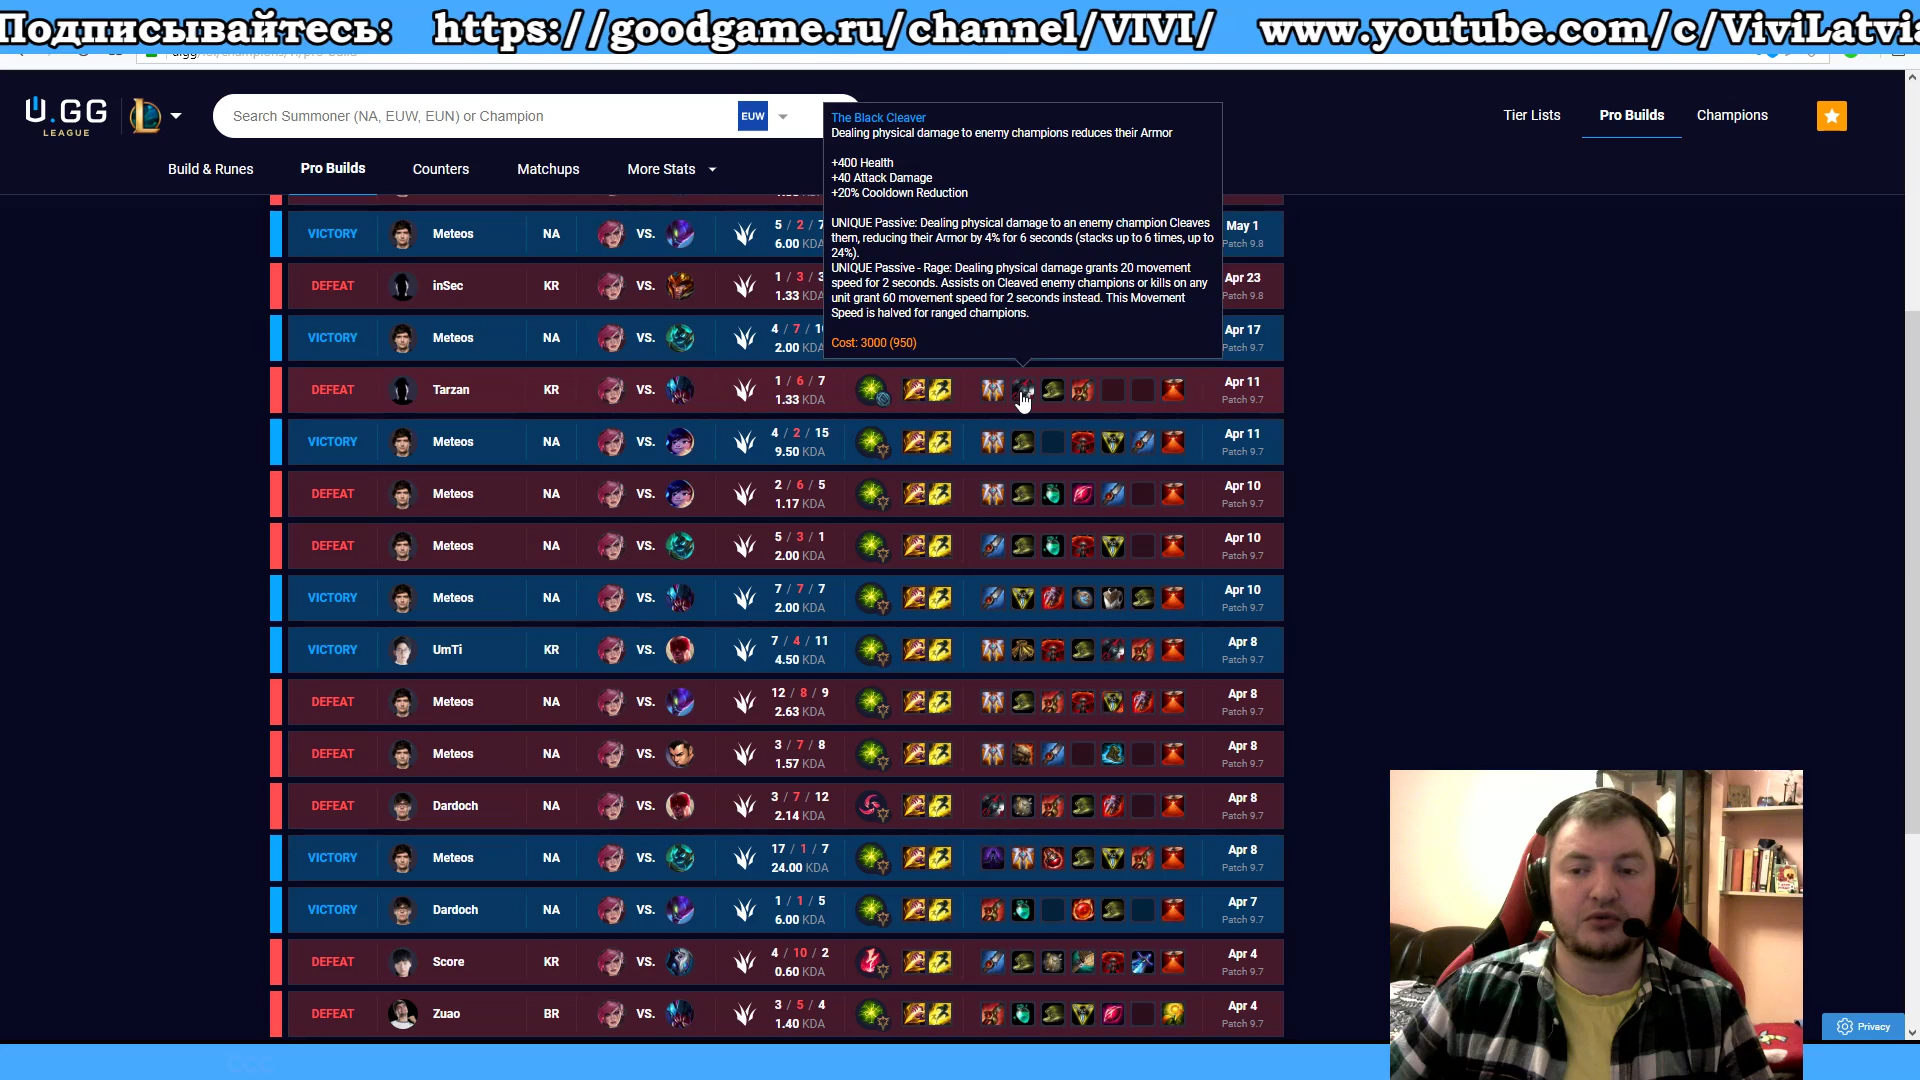 Подписывайтесь: https://goodgame.ru/channel/VIVI/ www.youtube.com/c/ViviLatvia
U.GG
LEAGUE
Search Summoner (NA, EUW, EUN) or Champion
EUW
Tier Lists
Pro Builds
Champions
Build & Runes
Pro Builds
Counters
Matchups
More Stats
The Black Cleaver
Dealing physical damage to enemy champions reduces their Armor
+400 Health
+40 Attack Damage
+20% Cooldown Reduction
UNIQUE Passive: Dealing physical damage to an enemy champion Cleaves
them, reducing their Armor by 4% for 6 seconds (stacks up to 6 times, up to
24%).
UNIQUE Passive - Rage: Dealing physical damage grants 20 movement
speed for 2 seconds. Assists on Cleaved enemy champions or kills on any
unit grant 60 movement speed for 2 seconds instead. This Movement
Speed is halved for ranged champions.
Cost: 3000 (950)
VICTORY Meteos NA VS. 5 / 2 / 7 May 1
6.00 Patch 9.8
DEFEAT inSec KR VS. 1 / 3 / 3 Apr 23
1.33 Patch 9.8
VICTORY Meteos NA VS. 4 / 7 / 1 Apr 17
2.00 Patch 9.7
DEFEAT Tarzan KR VS. 1 / 6 / 7 Apr 11
1.33 KDA Patch 9.7
VICTORY Meteos NA VS. 4 / 2 / 15 Apr 11
9.50 KDA Patch 9.7
DEFEAT Meteos NA VS. 2 / 6 / 5 Apr 10
1.17 KDA Patch 9.7
DEFEAT Meteos NA VS. 5 / 3 / 1 Apr 10
2.00 KDA Patch 9.7
VICTORY Meteos NA VS. 7 / 7 / 7 Apr 10
2.00 KDA Patch 9.7
VICTORY UmTi KR VS. 7 / 4 / 11 Apr 8
4.50 KDA Patch 9.7
DEFEAT Meteos NA VS. 12 / 8 / 9 Apr 8
2.63 KDA Patch 9.7
DEFEAT Meteos NA VS. 3 / 7 / 8 Apr 8
1.57 KDA Patch 9.7
DEFEAT Dardoch NA VS. 3 / 7 / 12 Apr 8
2.14 KDA Patch 9.7
VICTORY Meteos NA VS. 17 / 1 / 7 Apr 8
24.00 KDA Patch 9.7
VICTORY Dardoch NA VS. 1 / 1 / 5 Apr 7
6.00 KDA Patch 9.7
DEFEAT Score KR VS. 4 / 10 / 2 Apr 4
0.60 KDA Patch 9.7
DEFEAT Zuao BR VS. 3 / 5 / 4 Apr 4
1.40 KDA Patch 9.7
Privacy